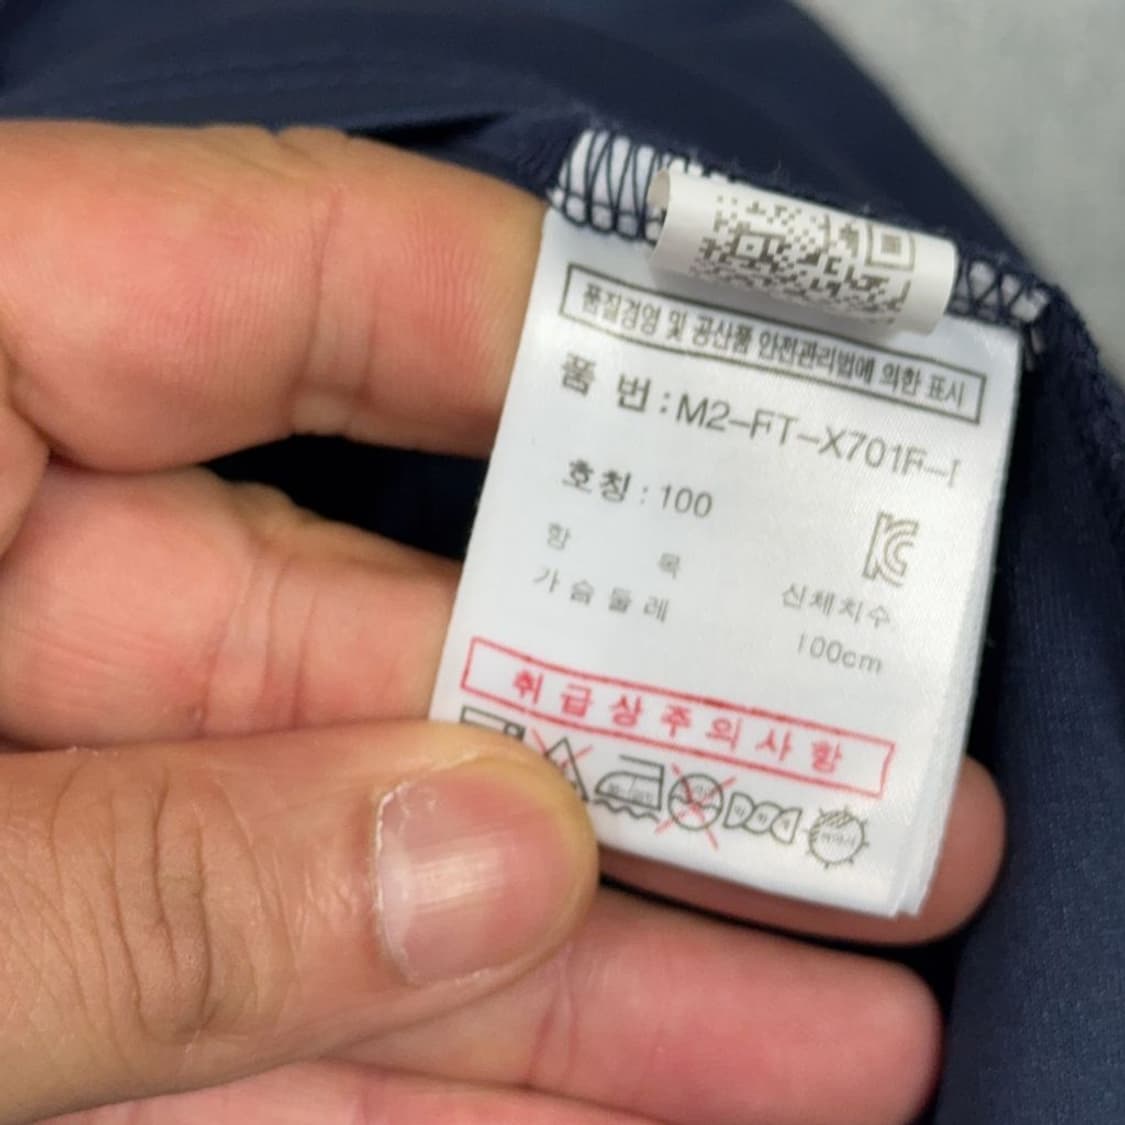 품질경영 및 공산품 안전관리법에 의한 표시
품 번 : M2-FT-X701F-I
호칭 : 100
항 목 신체치수
가슴둘레 100cm
취급상주의사항